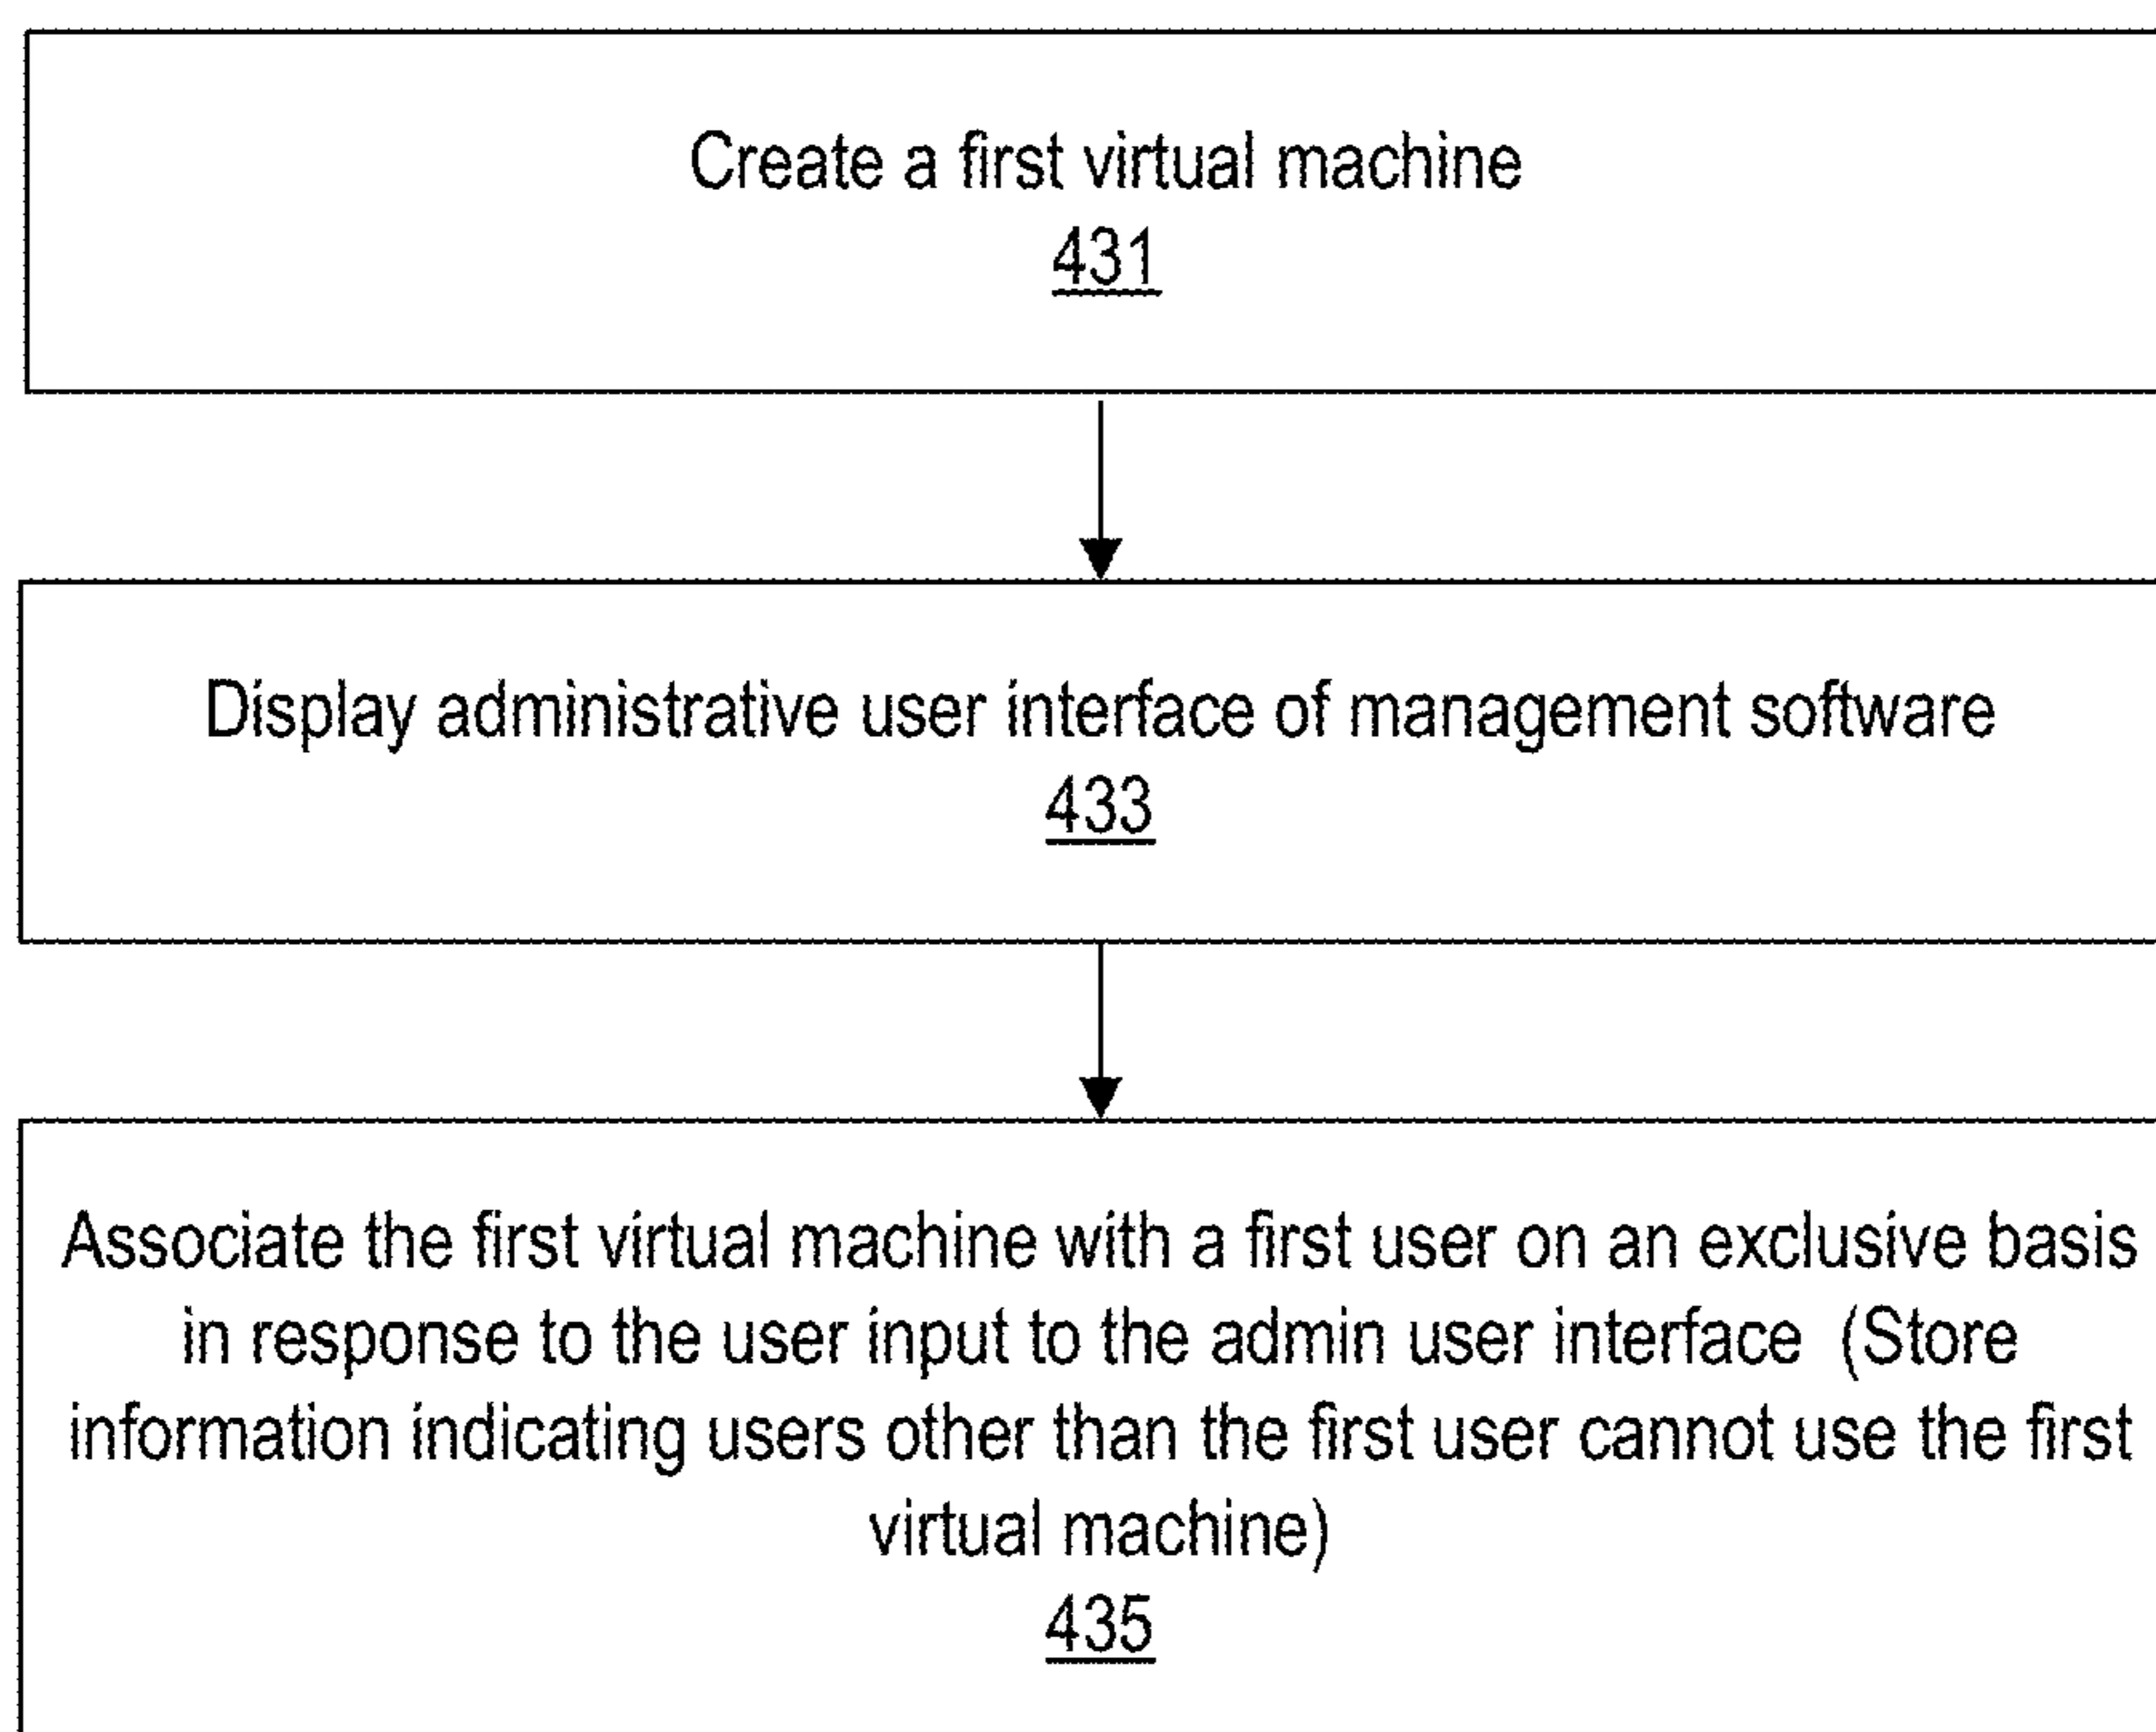 Create a first virtual machine
431
Display administrative user interface of management software
433
Associate the first virtual machine with a first user on an exclusive basis
in response to the user input to the admin user interface (Store
information indicating users other than the first user cannot use the first
virtual machine)
435